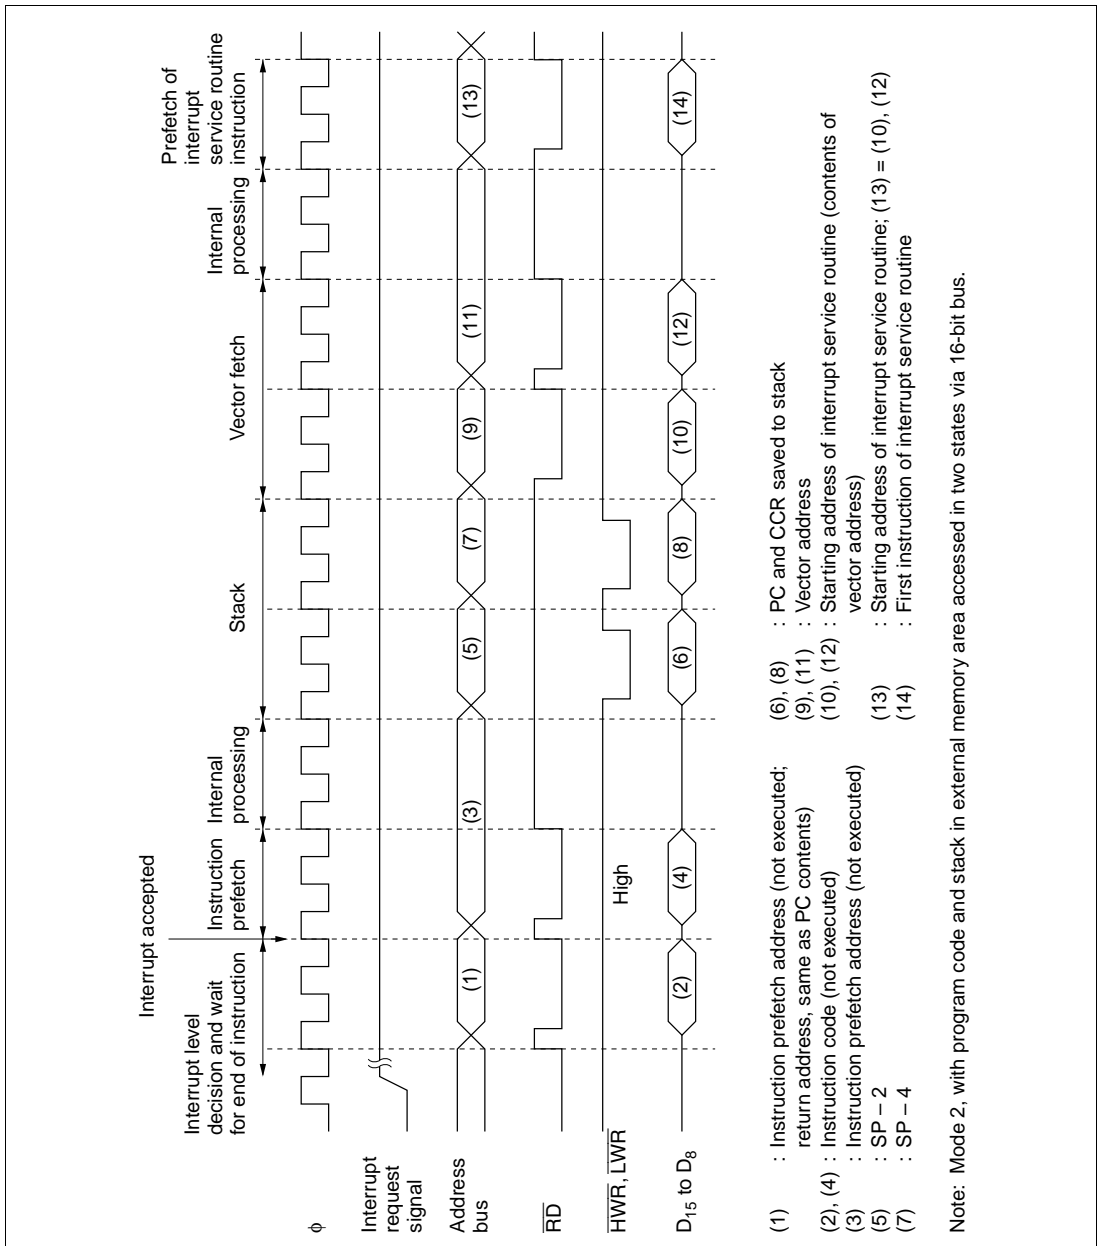 Interrupt accepted
Interrupt level
decision and wait
for end of instruction
Instruction
prefetch
Internal
processing
Stack
Vector fetch
Internal
processing
Prefetch of
interrupt
service routine
instruction
φ
Interrupt
request
signal
Address
bus
(1)
(3)
(5)
(7)
(9)
(11)
(13)
RD
HWR, LWR
High
D15 to D8
(2)
(4)
(6)
(8)
(10)
(12)
(14)
(1) : Instruction prefetch address (not executed;
return address, same as PC contents)
(2), (4) : Instruction code (not executed)
(3) : Instruction prefetch address (not executed)
(5) : SP – 2
(7) : SP – 4
(6), (8) : PC and CCR saved to stack
(9), (11) : Vector address
(10), (12) : Starting address of interrupt service routine (contents of
vector address)
(13) : Starting address of interrupt service routine; (13) = (10), (12)
(14) : First instruction of interrupt service routine
Note: Mode 2, with program code and stack in external memory area accessed in two states via 16-bit bus.